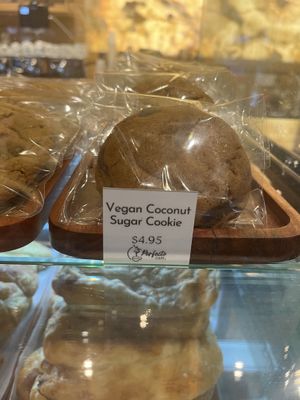 Vegan Coconut
Sugar Cookie
$4.95
Perfecto